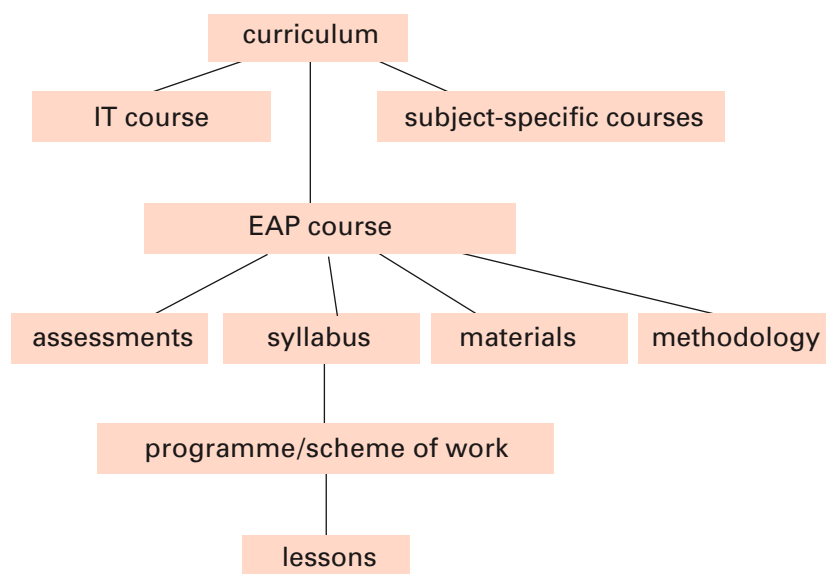 curriculum
IT course
subject-specific courses
EAP course
assessments
syllabus
materials
methodology
programme/scheme of work
lessons